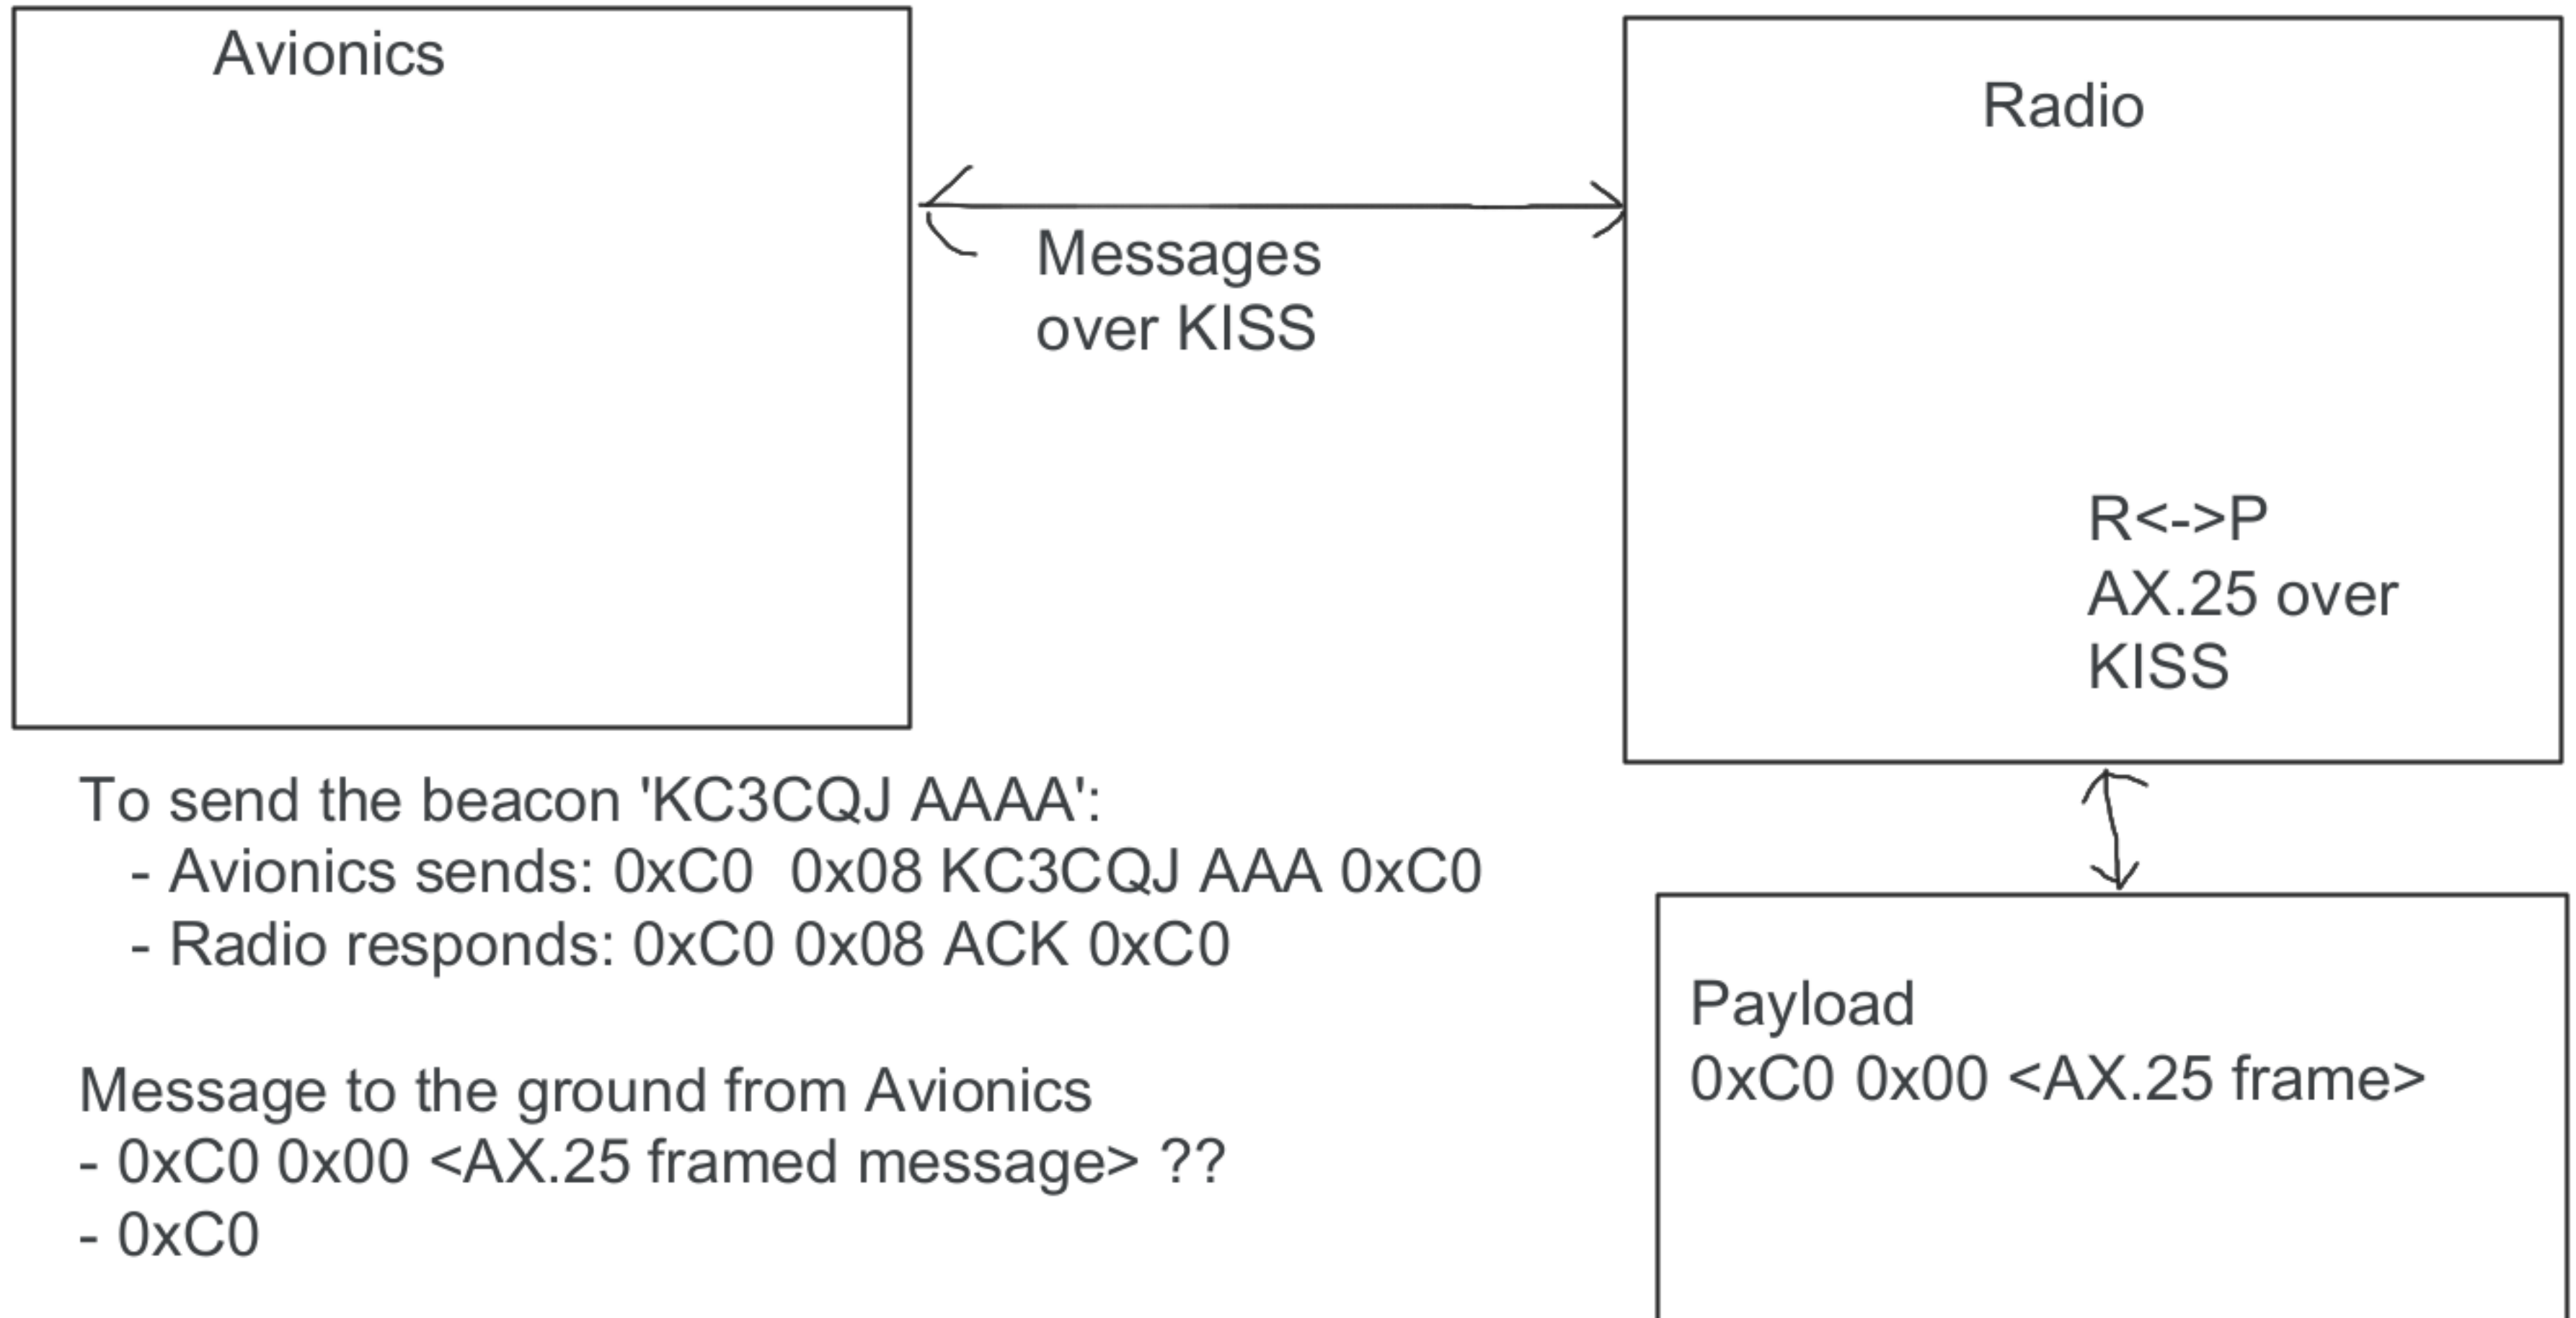 Avionics
Radio
Messages
over KISS
R<->P
AX.25 over
KISS
To send the beacon 'KC3CQJ AAAA':
- Avionics sends: 0xC0  0x08 KC3CQJ AAA 0xC0
- Radio responds: 0xC0 0x08 ACK 0xC0
Message to the ground from Avionics
- 0xC0 0x00 <AX.25 framed message> ??
- 0xC0
Payload
0xC0 0x00 <AX.25 frame>